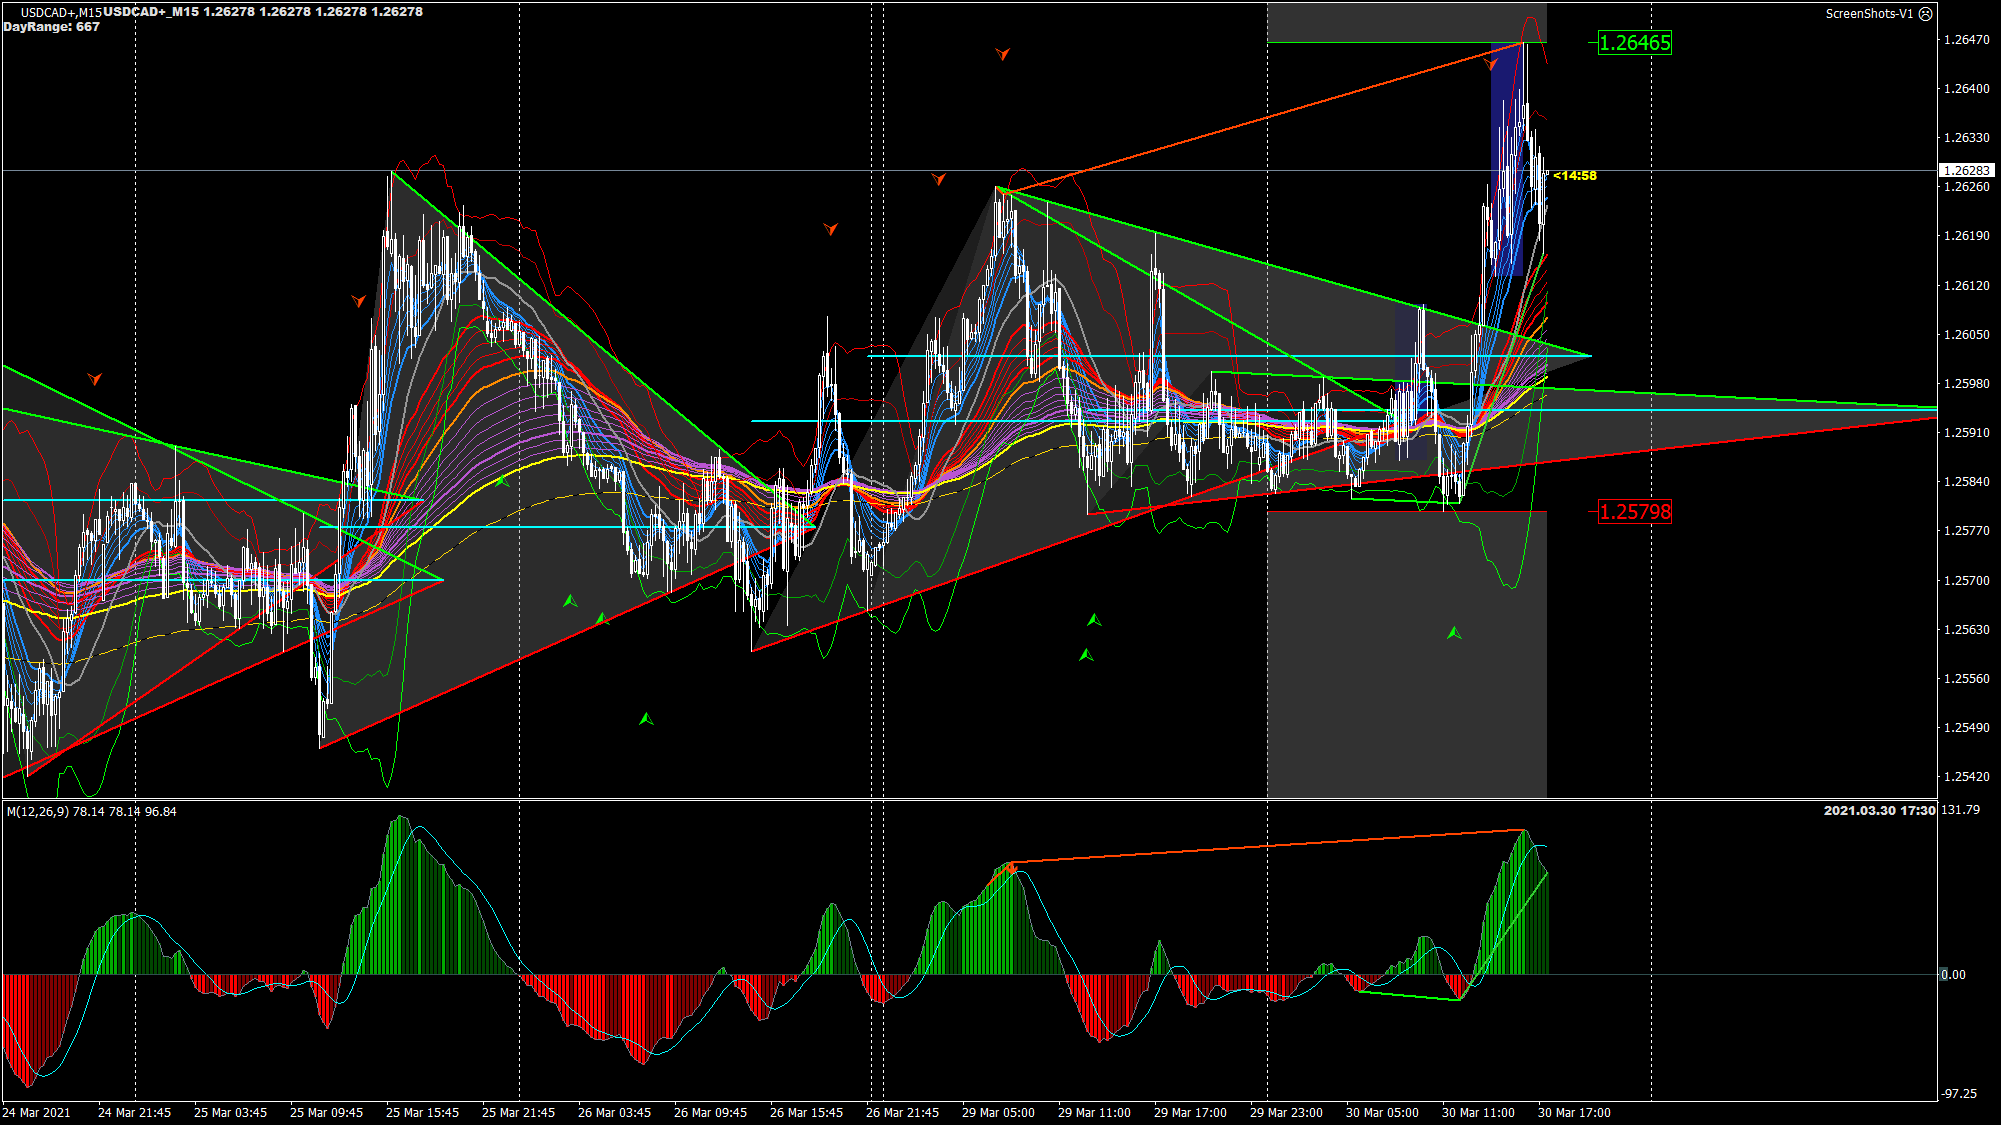 USDCAD+,M15USDCAD+_M15 1.26278 1.26278 1.26278 1.26278
DayRange: 667
ScreenShots-V1
1.26465
1.26470
1.26400
1.26330
1.26283
<14:58
1.26260
1.26190
1.26120
1.26050
1.25980
1.25910
1.25840
1.25798
1.25770
1.25700
1.25630
1.25560
1.25490
1.25420
M(12,26,9) 78.14 78.14 96.84
2021.03.30 17:30
131.79
0.00
-97.25
24 Mar 2021
24 Mar 21:45
25 Mar 03:45
25 Mar 09:45
25 Mar 15:45
25 Mar 21:45
26 Mar 03:45
26 Mar 09:45
26 Mar 15:45
26 Mar 21:45
29 Mar 05:00
29 Mar 11:00
29 Mar 17:00
29 Mar 23:00
30 Mar 05:00
30 Mar 11:00
30 Mar 17:00